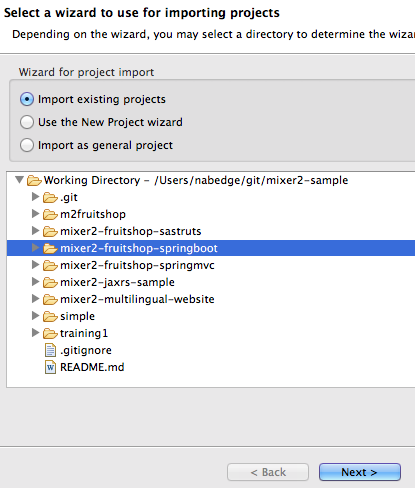 Select a wizard to use for importing projects
Depending on the wizard, you may select a directory to determine the wiza
Wizard for project import
Import existing projects
Use the New Project wizard
Import as general project
Working Directory – /Users/nabedge/git/mixer2-sample
.git
m2fruitshop
mixer2-fruitshop-sastruts
mixer2-fruitshop-springboot
mixer2-fruitshop-springmvc
mixer2-jaxrs-sample
mixer2-multilingual-website
simple
training1
.gitignore
README.md
< Back
Next >